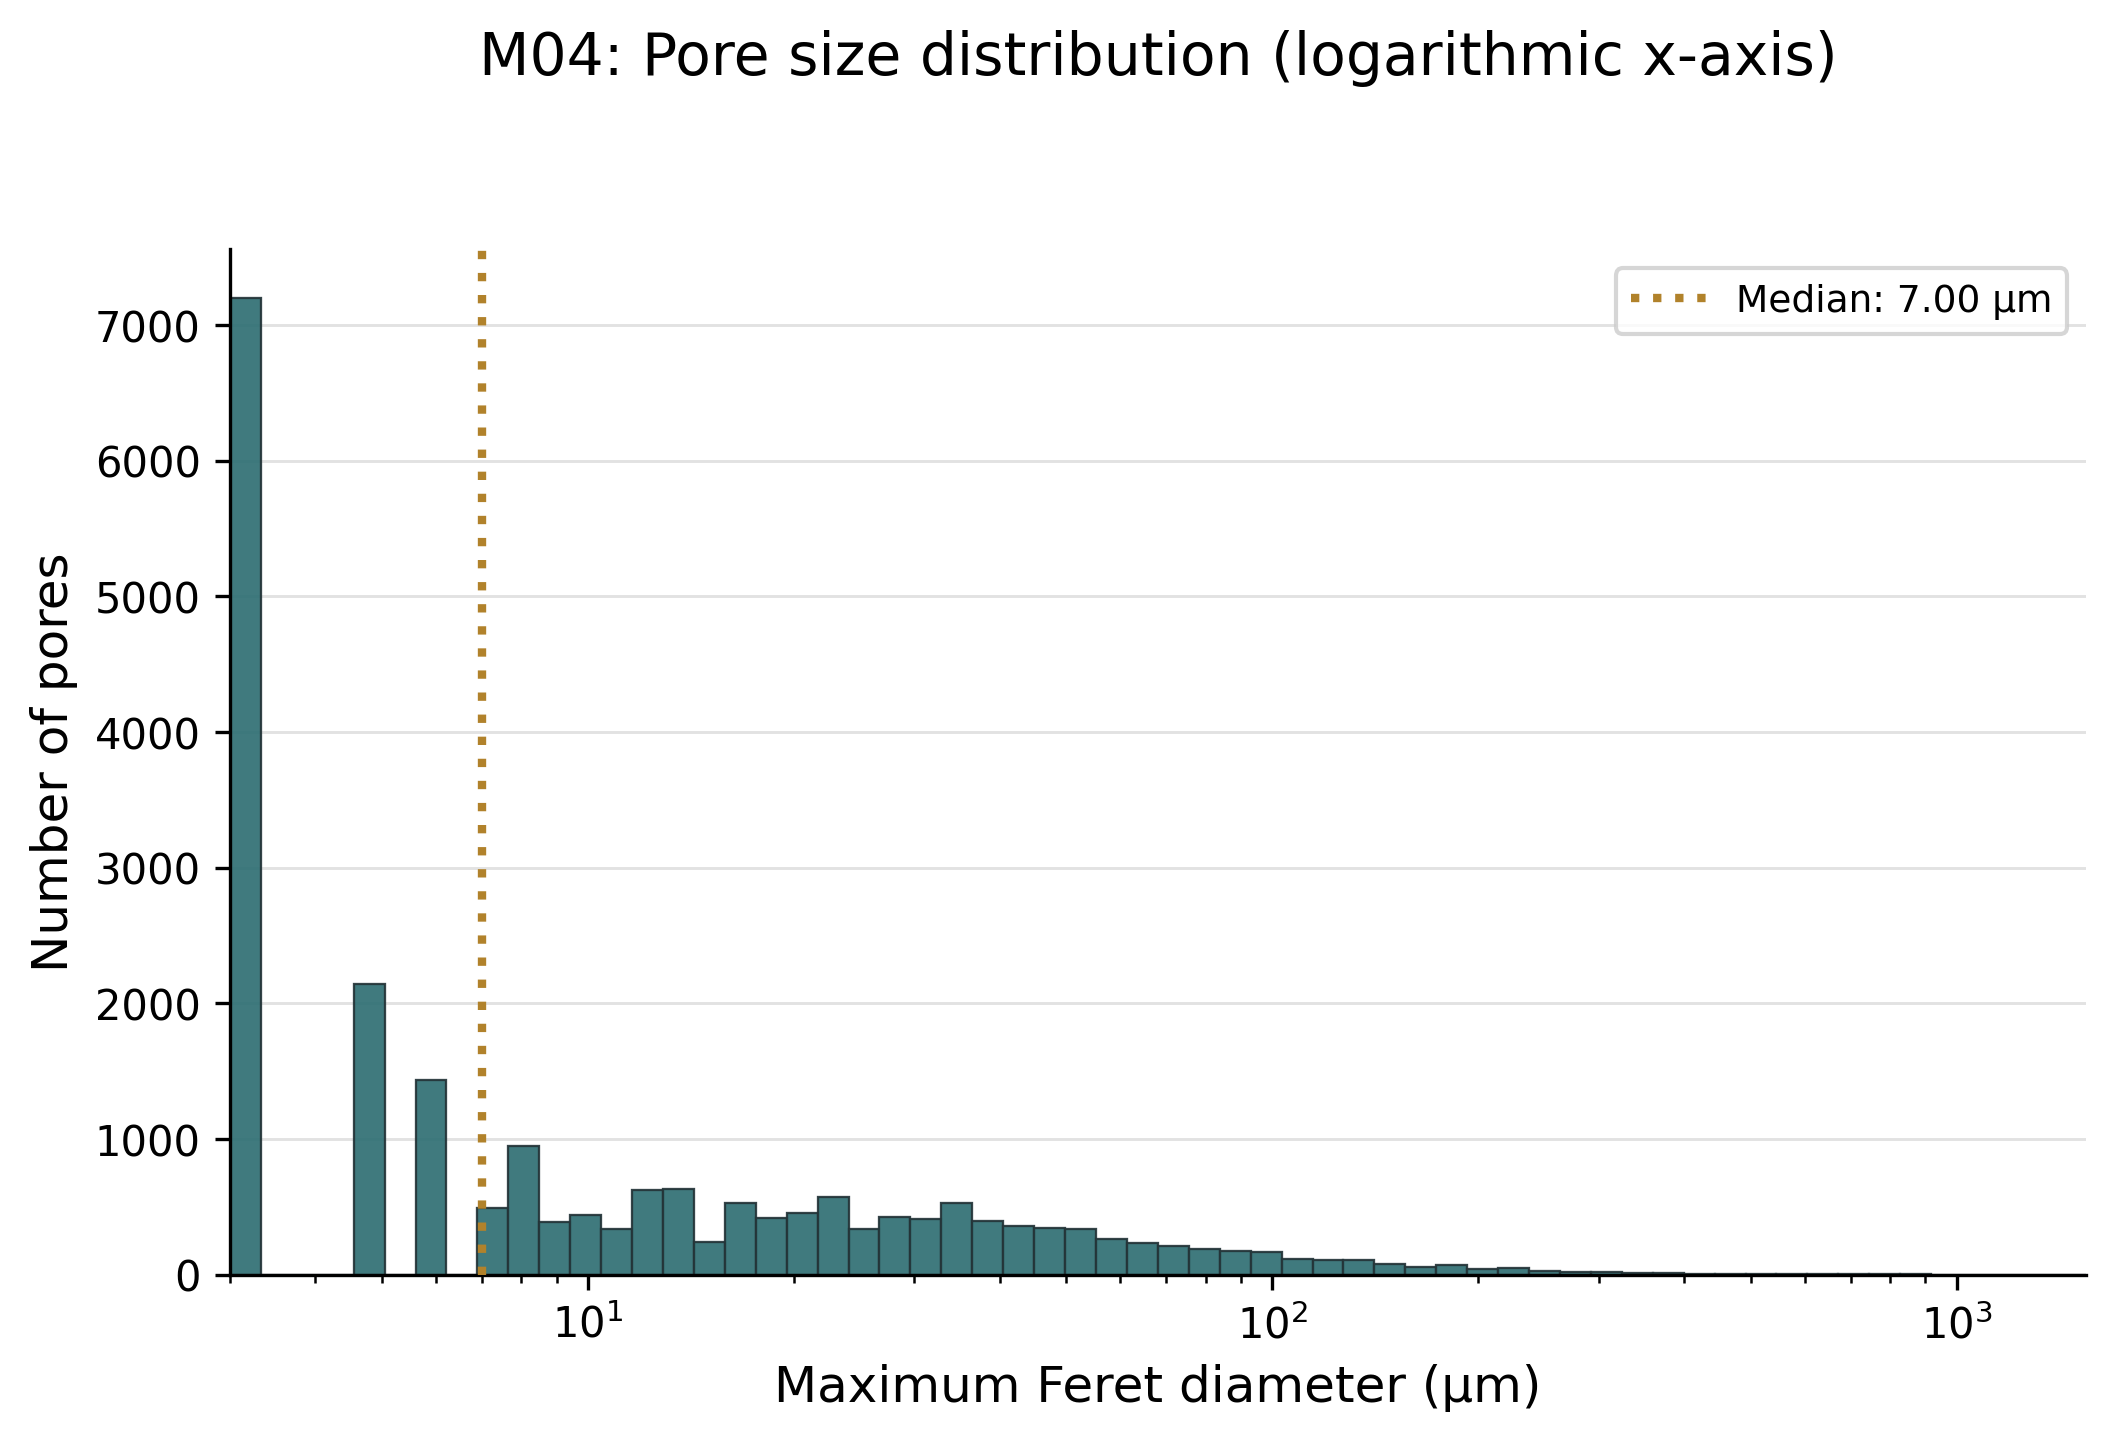 M04: Pore size distribution (logarithmic x-axis)
Median: 7.00 µm
Number of pores
7000
6000
5000
4000
3000
2000
1000
0
10¹
10²
10³
Maximum Feret diameter (µm)